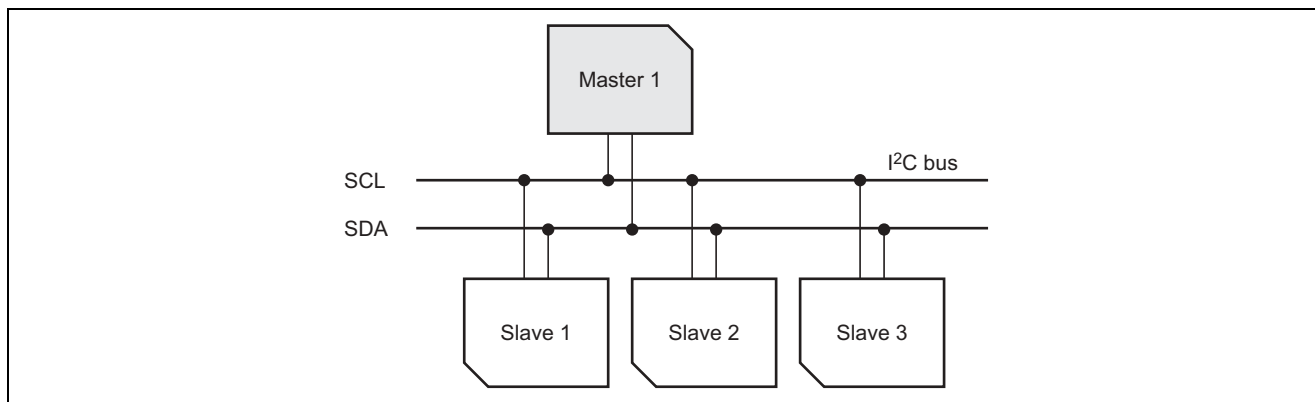 Master 1
I²C bus
SCL
SDA
Slave 1
Slave 2
Slave 3